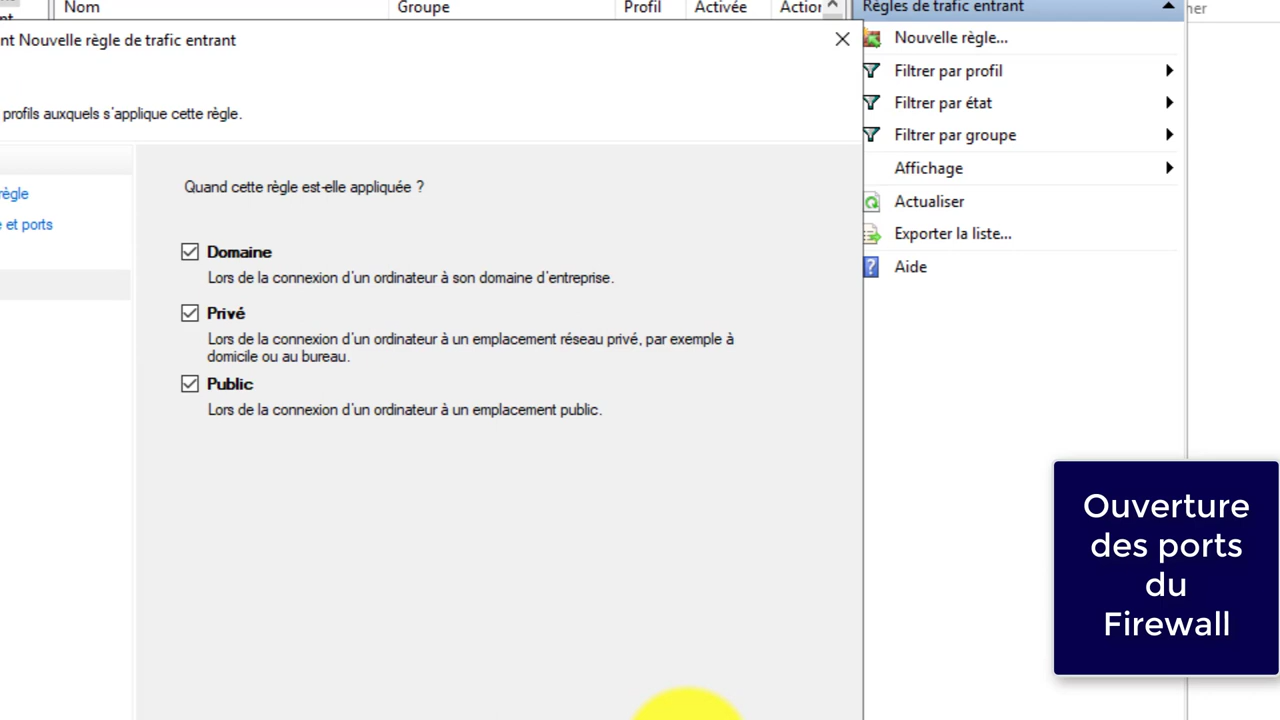 Nom Groupe Profil Activée Action
Règles de trafic entrant
nt Nouvelle règle de trafic entrant
Nouvelle règle...
Filtrer par profil
Filtrer par état
profils auxquels s'applique cette règle.
Filtrer par groupe
Affichage
Quand cette règle est-elle appliquée ?
règle
Actualiser
e et ports
Exporter la liste...
Domaine
Aide
Lors de la connexion d'un ordinateur à son domaine d'entreprise.
Privé
Lors de la connexion d'un ordinateur à un emplacement réseau privé, par exemple à
domicile ou au bureau.
Public
Lors de la connexion d'un ordinateur à un emplacement public.
Ouverture
des ports
du
Firewall